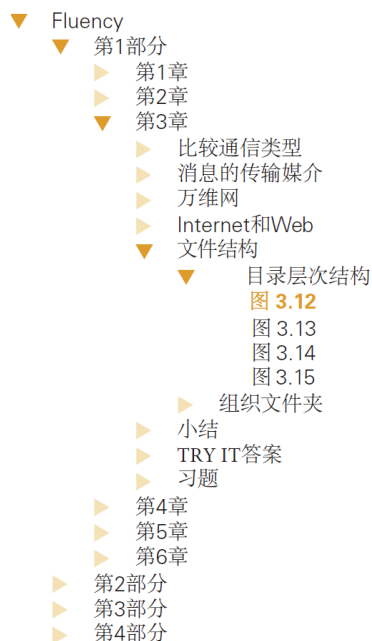 Fluency
第1部分
第1章
第2章
第3章
比较通信类型
消息的传输媒介
万维网
Internet和Web
文件结构
目录层次结构
图 3.12
图 3.13
图 3.14
图 3.15
组织文件夹
小结
TRY IT答案
习题
第4章
第5章
第6章
第2部分
第3部分
第4部分